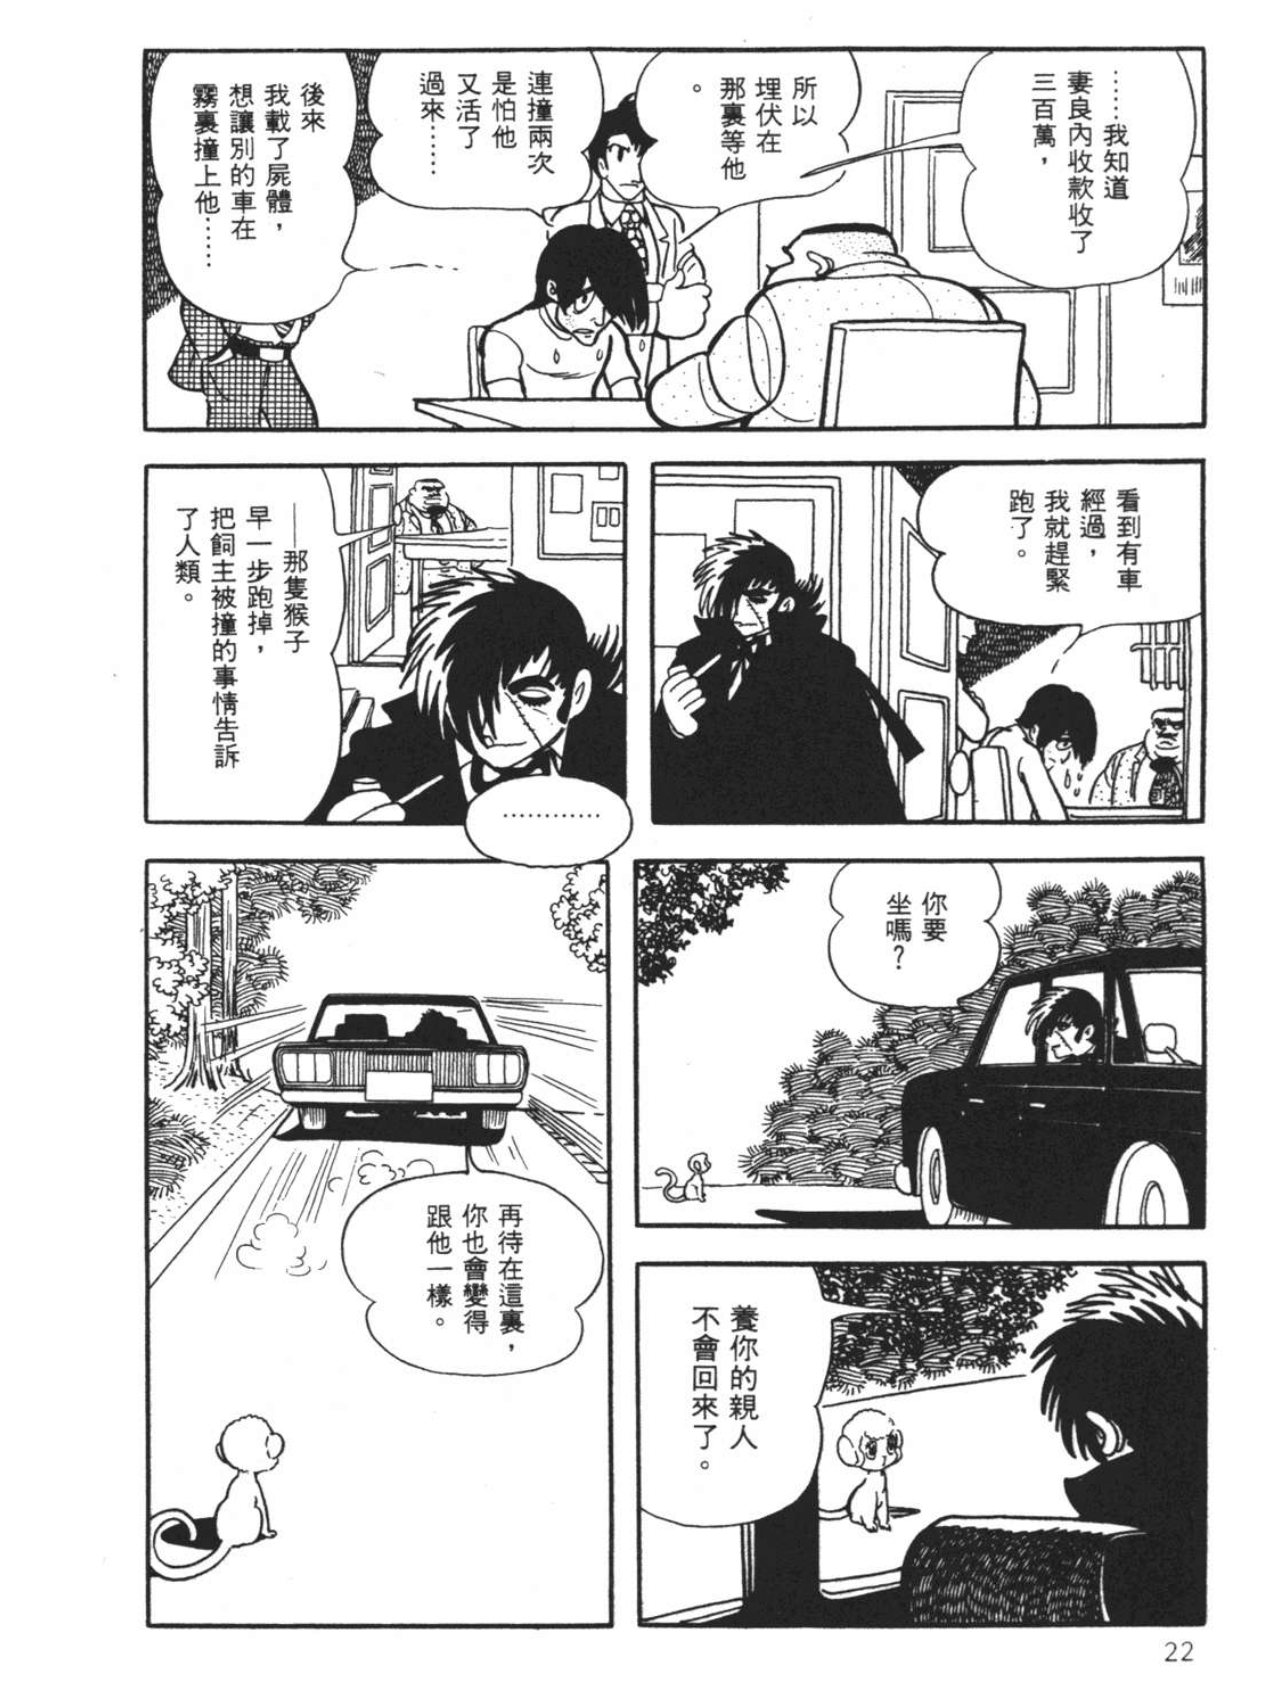 ……我知道
妻良內收款收了
三百萬，
所以
埋伏在
那裏等他
。
連撞兩次
是怕他
又活了
過來……
後來
我載了屍體，
想讓別的車在
霧裏撞上他……
看到有車
經過，
我就趕緊
跑了。
——那隻猴子
早一步跑掉，
把飼主被撞的事情告訴
了人類。
…………
你要
坐嗎？
養你的親人
不會回來了。
再待在這裏，
你也會變得
跟他一樣。
22